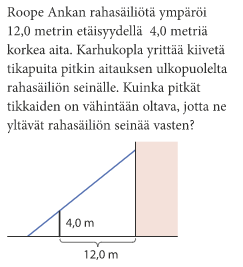 Roope Ankan rahasäiliötä ympäröi
12,0 metrin etäisyydellä 4,0 metriä
korkea aita. Karhukopla yrittää kiivetä
tikapuita pitkin aitauksen ulkopuolelta
rahasäiliön seinälle. Kuinka pitkät
tikkaiden on vähintään oltava, jotta ne
yltävät rahasäiliön seinää vasten?
4,0 m
12,0 m